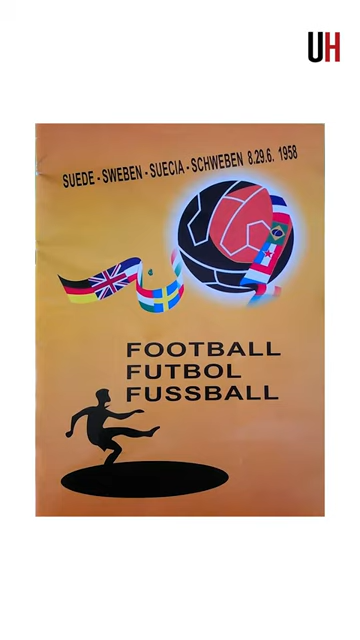 UH
SUEDE - SWEBEN - SUECIA - SCHWEBEN 8.29.6. 1958
FOOTBALL
FUTBOL
FUSSBALL